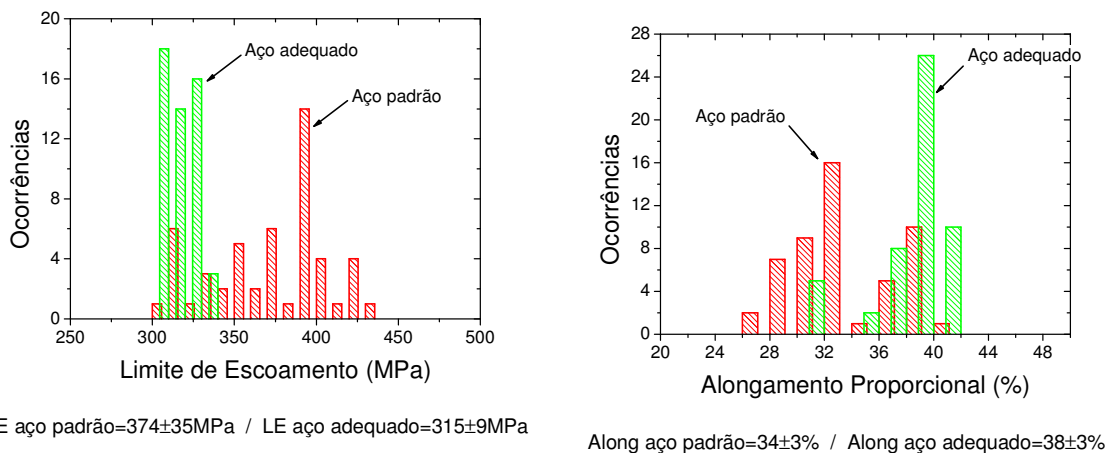 20
16
12
8
4
0
Ocorrências
Aço adequado
Aço padrão
250 300 350 400 450 500
Limite de Escoamento (MPa)
E aço padrão=374±35MPa / LE aço adequado=315±9MPa
28
24
20
16
12
8
4
0
Ocorrências
Aço adequado
Aço padrão
20 24 28 32 36 40 44 48
Alongamento Proporcional (%)
Along aço padrão=34±3% / Along aço adequado=38±3%